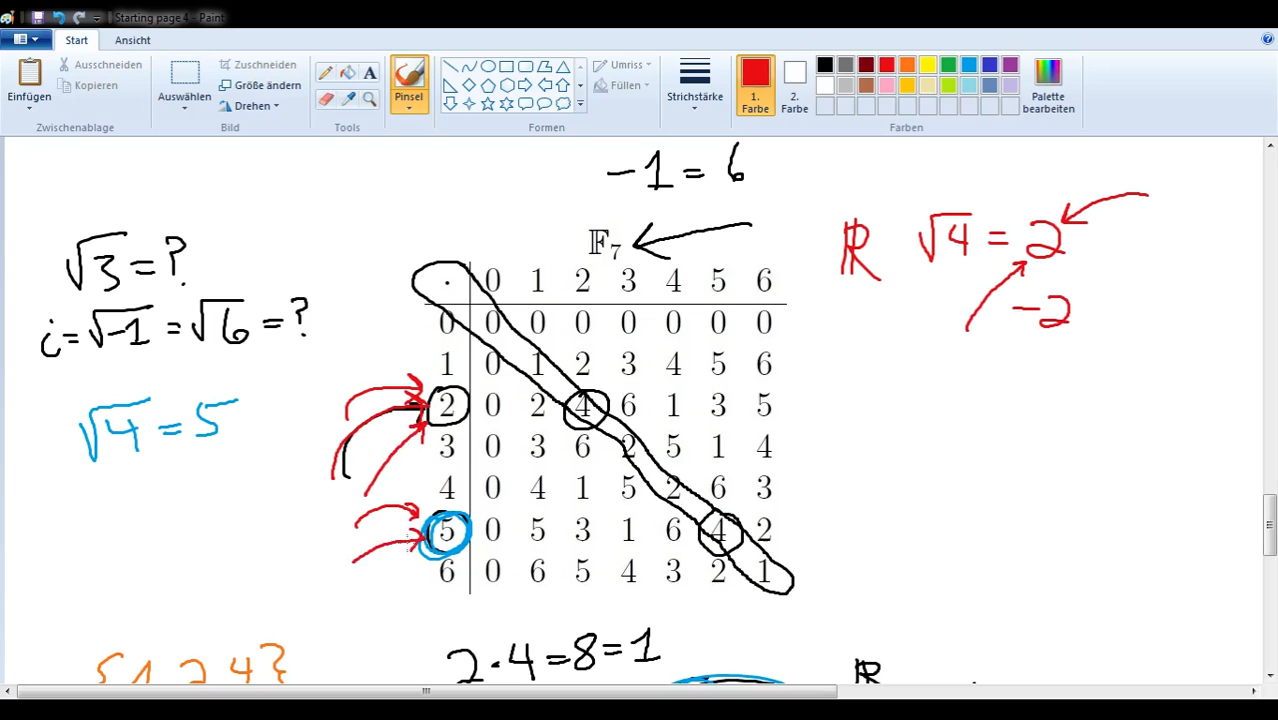 Starting page 4 - Paint
Start Ansicht
Einfügen
Ausschneiden
Kopieren
Zwischenablage
Auswählen
Zuschneiden
Größe ändern
Drehen
Bild
A
Tools
Pinsel
Umriss
Füllen
Formen
Strichstärke
1. Farbe
2. Farbe
Farben
Palette bearbeiten
-1 = 6
𝔽₇
ℝ √4 = 2
-2
√3 = ?
i = √-1 = √6 = ?
√4 = 5
· 0 1 2 3 4 5 6
0 0 0 0 0 0 0 0
1 0 1 2 3 4 5 6
2 0 2 4 6 1 3 5
3 0 3 6 2 5 1 4
4 0 4 1 5 2 6 3
5 0 5 3 1 6 4 2
6 0 6 5 4 3 2 1
2·4=8=1
ℝ